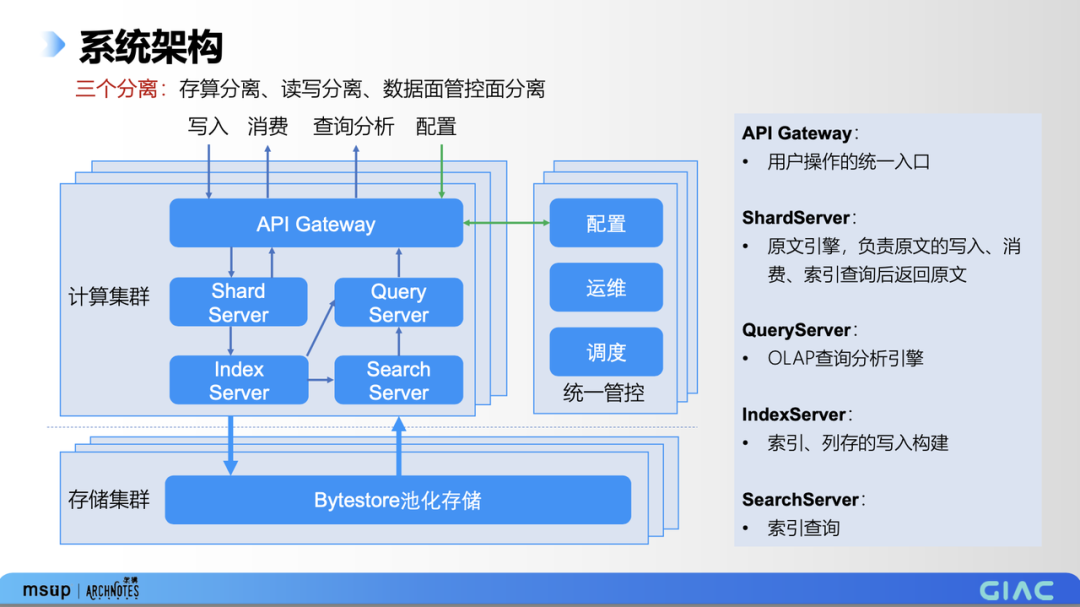 系统架构
三个分离：存算分离、读写分离、数据面管控面分离
写入 消费 查询分析 配置
API Gateway
计算集群
Shard
Server
Query
Server
Index
Server
Search
Server
配置
运维
调度
统一管控
存储集群
Bytestore池化存储
API Gateway：
• 用户操作的统一入口
ShardServer：
• 原文引擎，负责原文的写入、消
费、索引查询后返回原文
QueryServer：
• OLAP查询分析引擎
IndexServer：
• 索引、列存的写入构建
SearchServer：
• 索引查询
msup | ARCHNOTES
GIAC